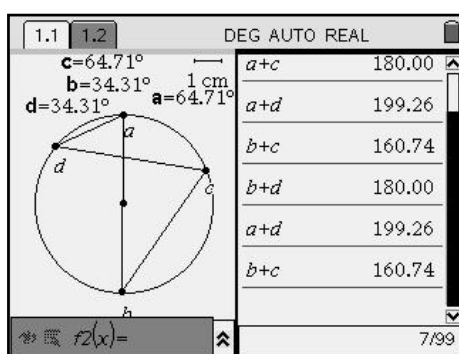 1.1 1.2 DEG AUTO REAL
c=64.71° 1 cm
b=34.31°
d=34.31° a=64.71°
a
d
c
b
f2(x)=
a+c 180.00
a+d 199.26
b+c 160.74
b+d 180.00
a+d 199.26
b+c 160.74
7/99